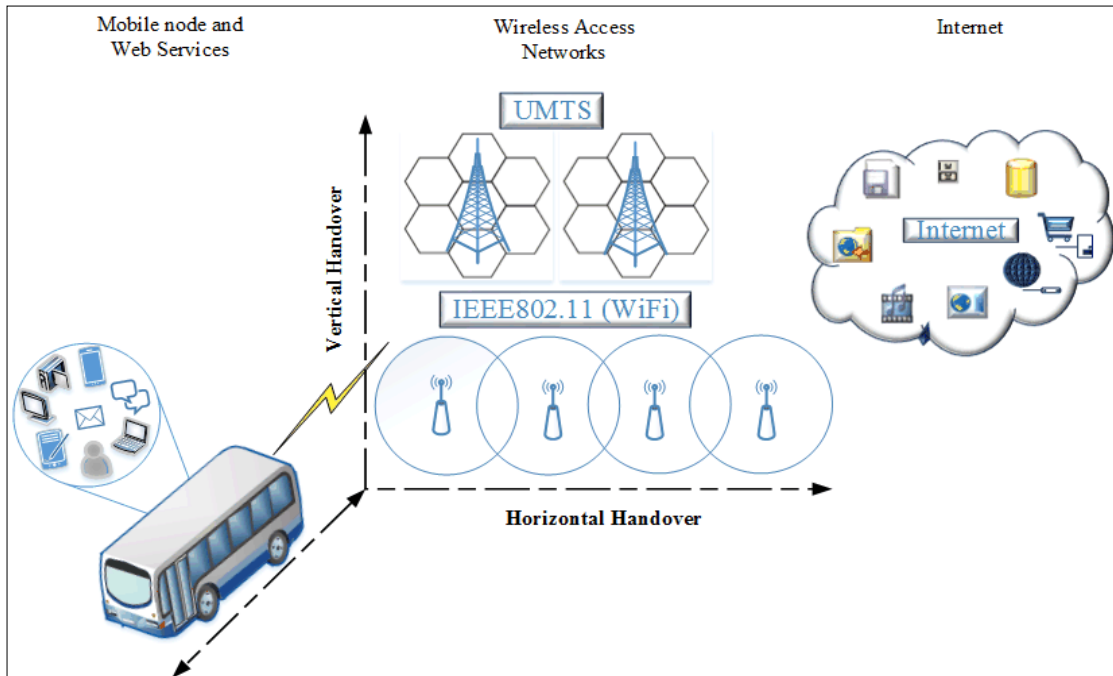 Mobile node and
Web Services
Wireless Access
Networks
Internet
UMTS
IEEE802.11 (WiFi)
Internet
Vertical Handover
Horizontal Handover